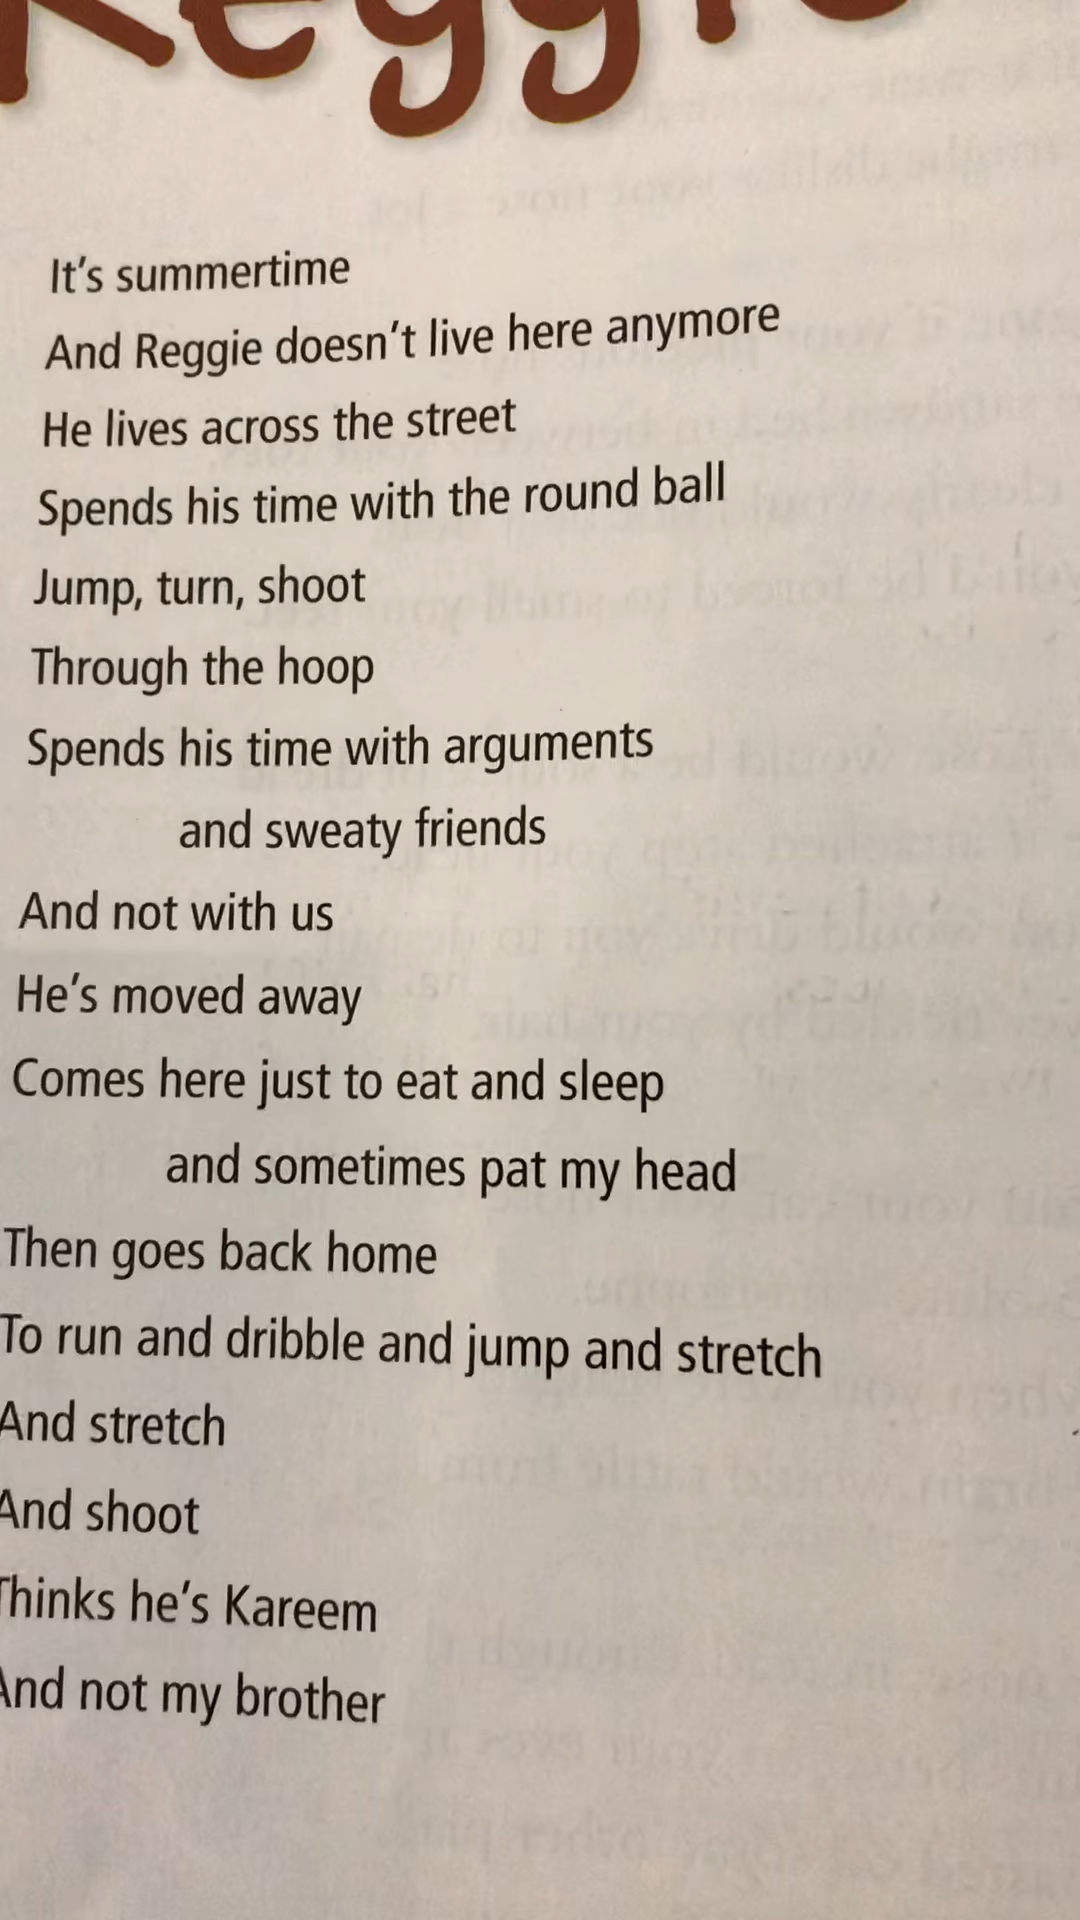 Reggie
It's summertime
And Reggie doesn't live here anymore
He lives across the street
Spends his time with the round ball
Jump, turn, shoot
Through the hoop
Spends his time with arguments
and sweaty friends
And not with us
He's moved away
Comes here just to eat and sleep
and sometimes pat my head
Then goes back home
To run and dribble and jump and stretch
And stretch
And shoot
Thinks he's Kareem
And not my brother